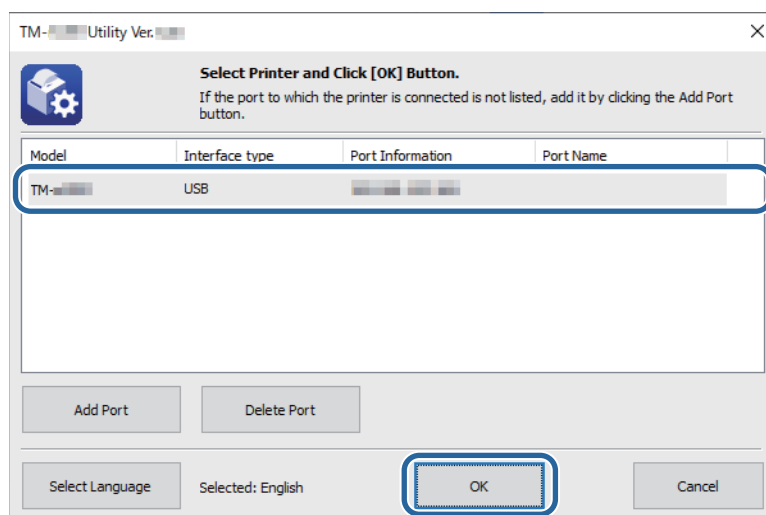 TM- Utility Ver.
Select Printer and Click [OK] Button.
If the port to which the printer is connected is not listed, add it by clicking the Add Port
button.
Model Interface type Port Information Port Name
TM- USB
Add Port Delete Port
Select Language Selected: English OK Cancel